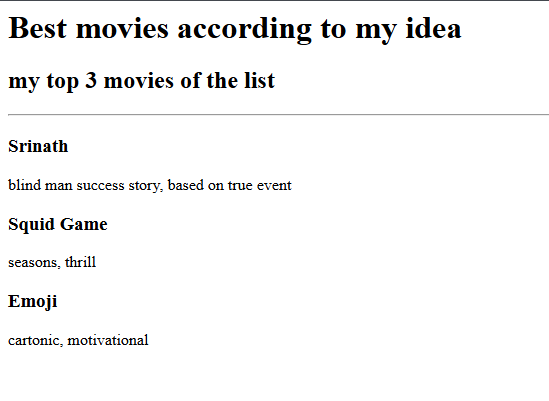 Best movies according to my idea
my top 3 movies of the list
Srinath
blind man success story, based on true event
Squid Game
seasons, thrill
Emoji
cartonic, motivational